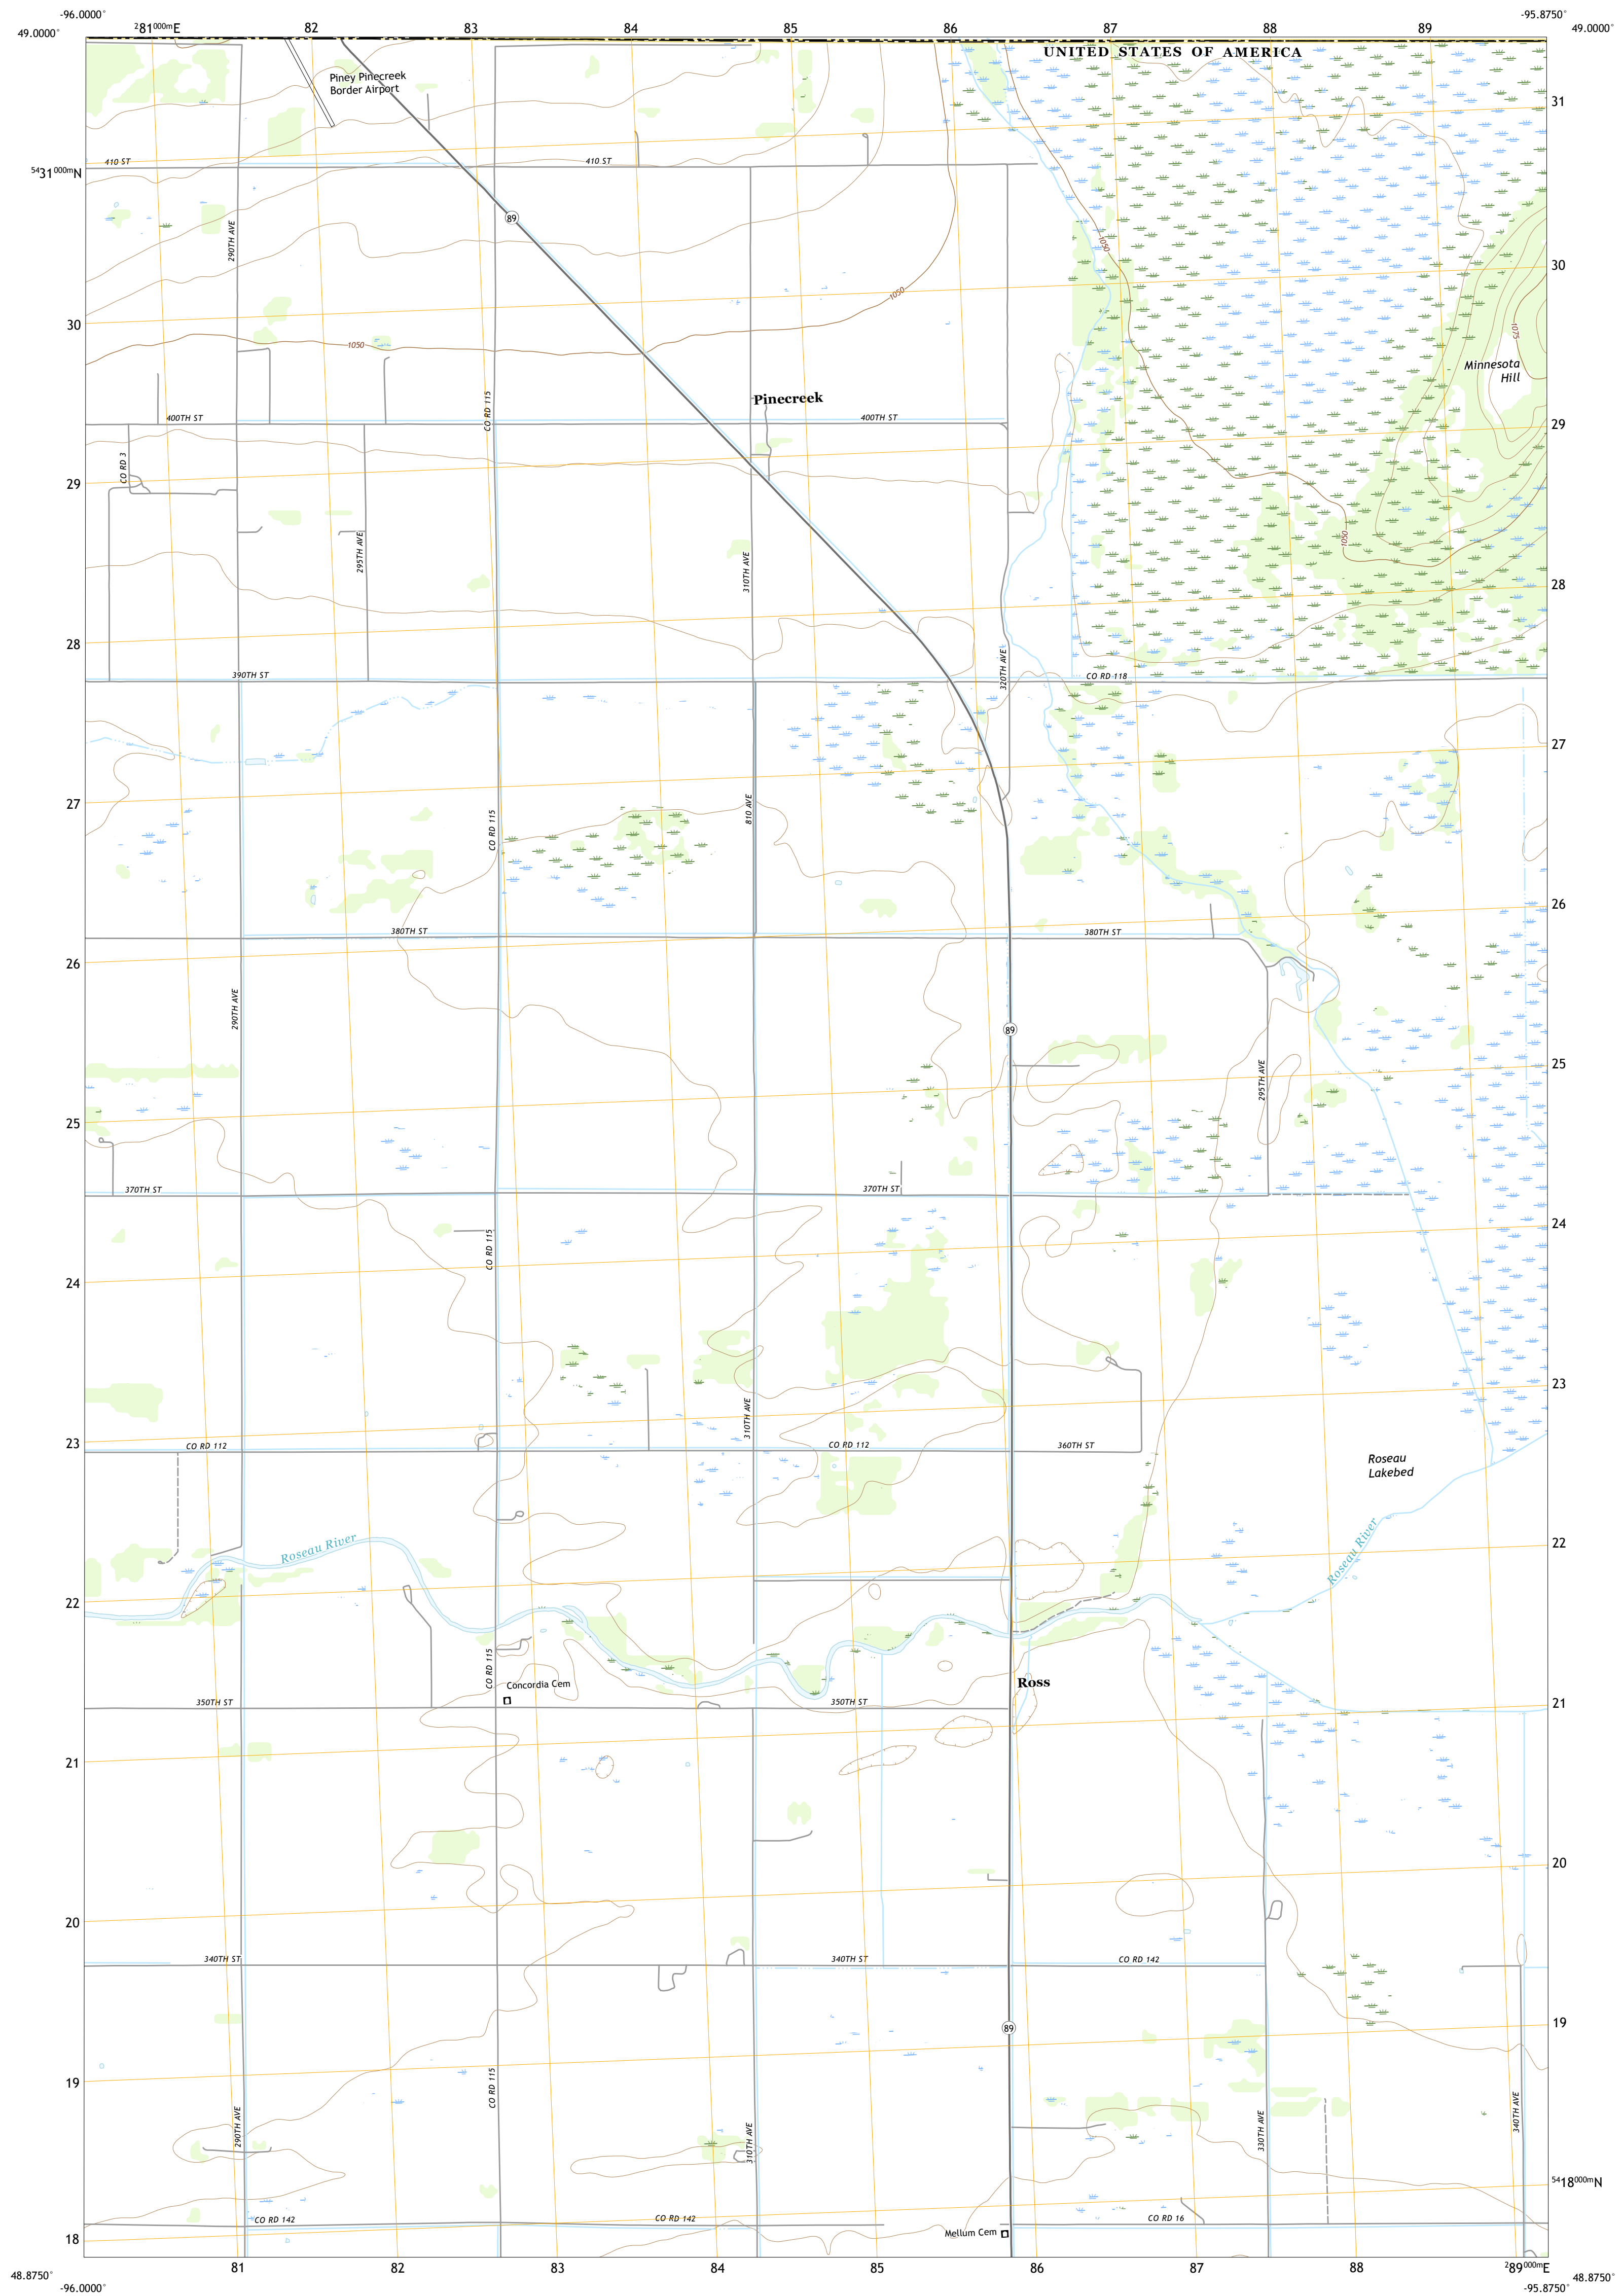 -96.0000°
-95.8750°
49.0000°
281000mE
82
83
84
85
86
87
88
89
49.0000°
UNITED STATES OF AMERICA
Piney Pinecreek
Border Airport
31
410 ST
410 ST
5431000mN
89
290TH AVE
1050
30
1050
30
1050
1075
Minnesota
Hill
CO RD 115
Pinecreek
400TH ST
400TH ST
29
CO RD 3
29
1050
295TH AVE
310TH AVE
28
28
320TH AVE
390TH ST
CO RD 118
27
27
810 AVE
CO RD 115
26
380TH ST
380TH ST
26
290TH AVE
89
25
295TH AVE
25
370TH ST
370TH ST
24
CO RD 115
24
23
310TH AVE
23
CO RD 112
CO RD 112
360TH ST
Roseau
Lakebed
Roseau River
22
Roseau River
22
CO RD 115
Concordia Cem
Ross
350TH ST
350TH ST
21
21
20
20
340TH ST
340TH ST
CO RD 142
19
89
19
CO RD 115
340TH AVE
290TH AVE
310TH AVE
330TH AVE
5418000mN
CO RD 142
CO RD 142
CO RD 16
18
Mellum Cem
48.8750°
81
82
83
84
85
86
87
88
289000mE
48.8750°
-96.0000°
-95.8750°